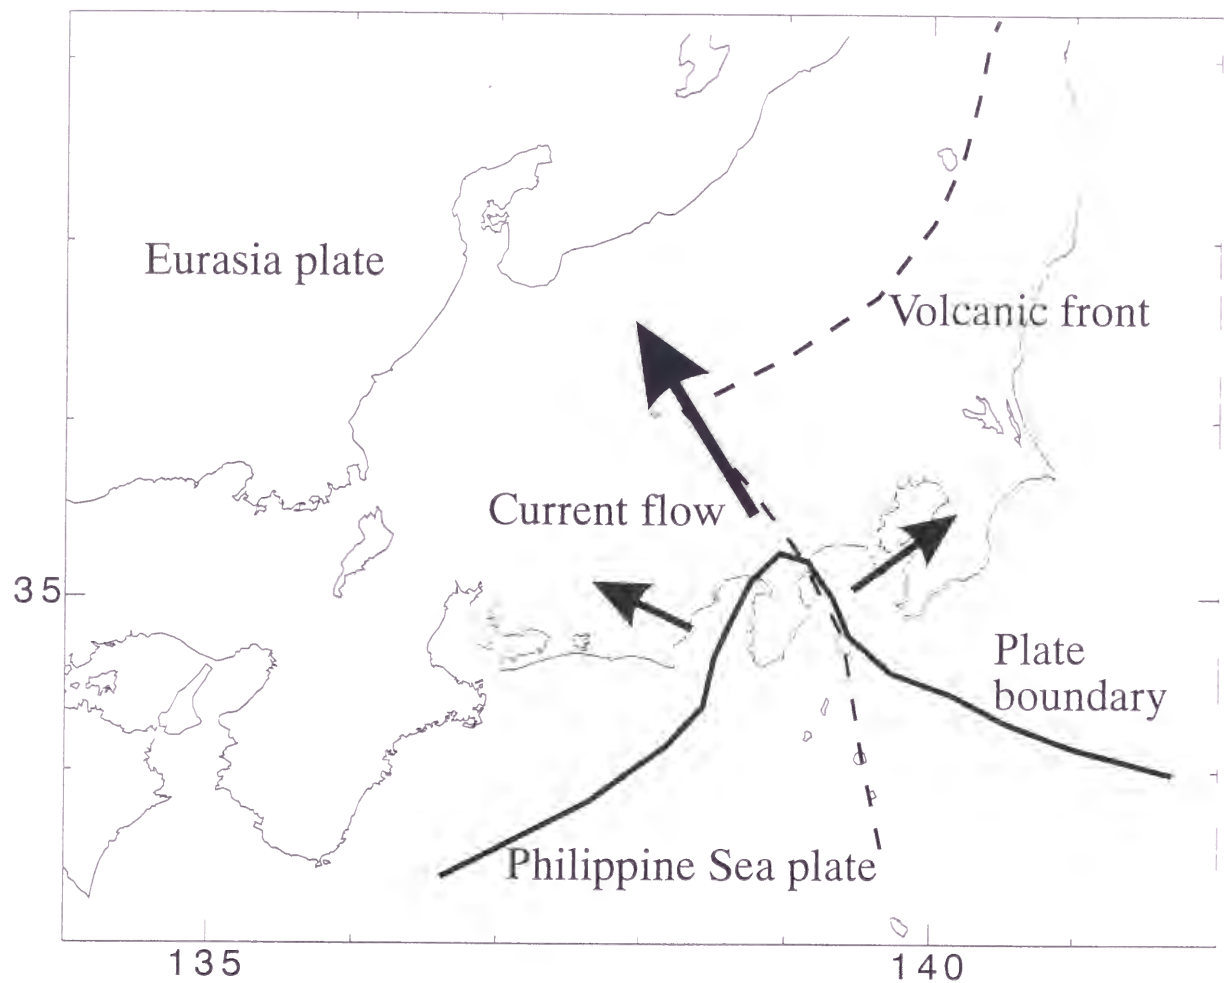 Eurasia plate
Volcanic front
Current flow
35
Plate
boundary
Philippine Sea plate
135
140